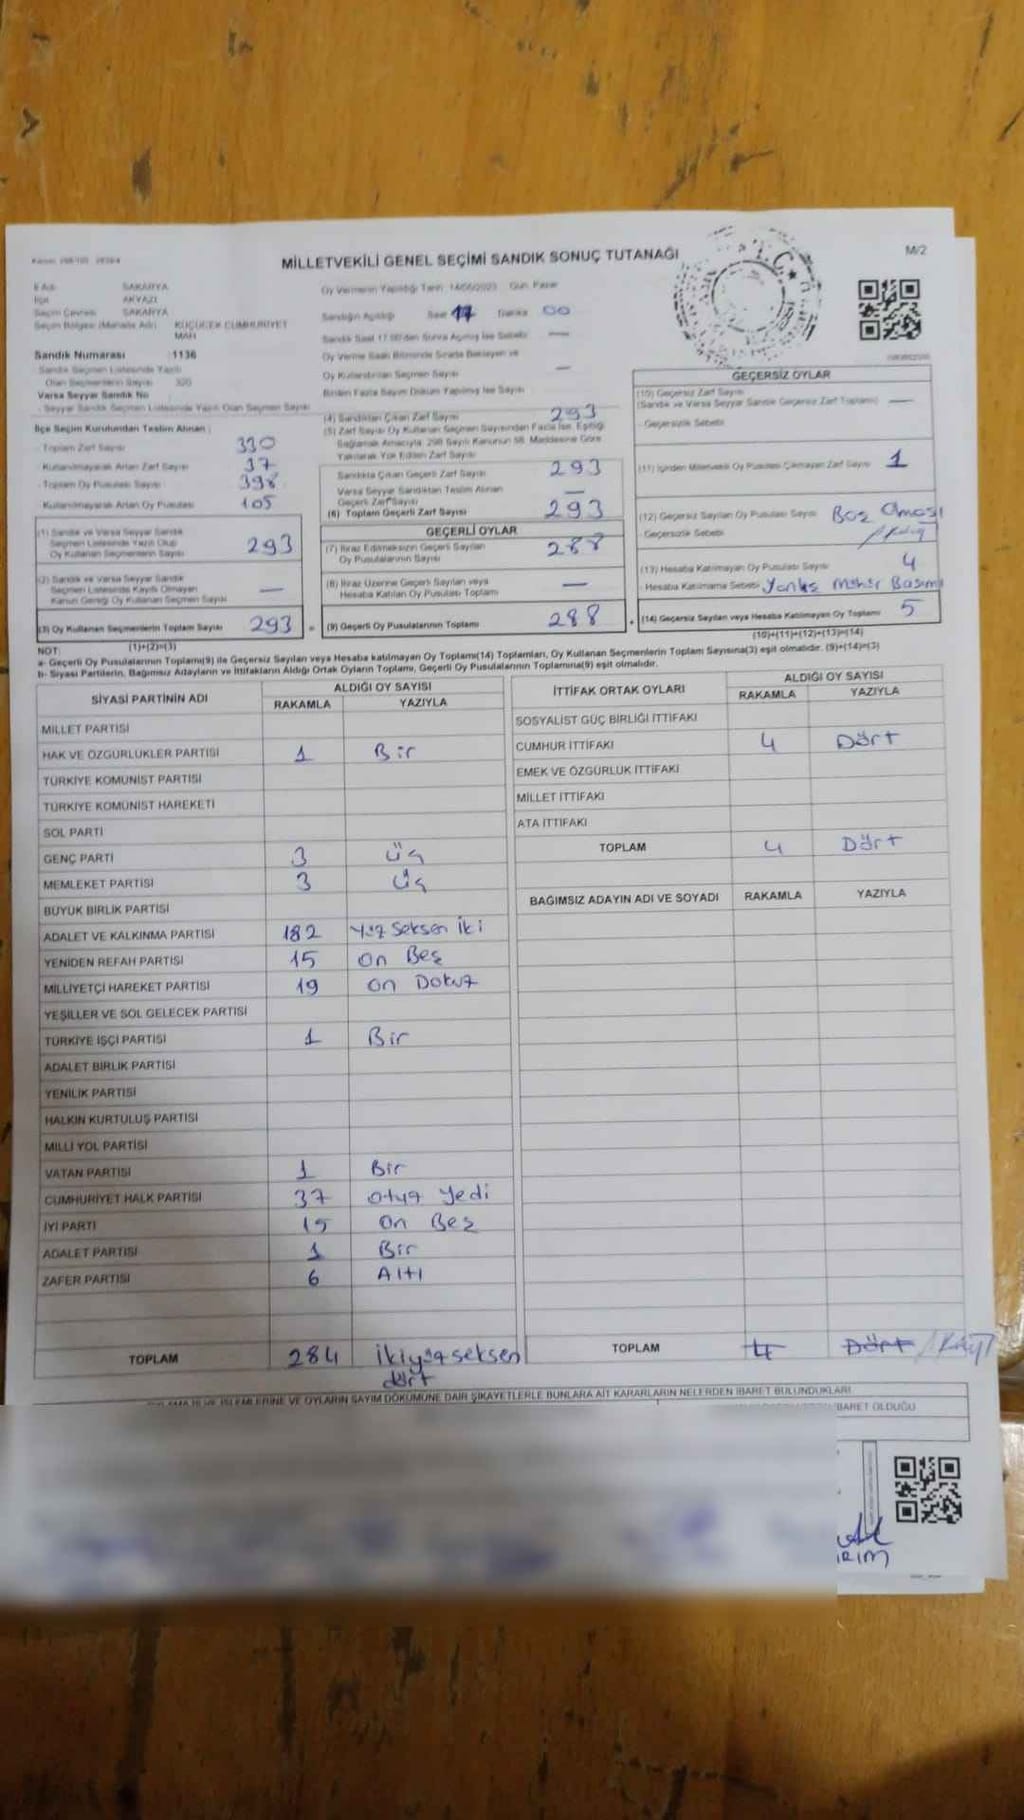 MİLLETVEKİLİ GENEL SEÇİMİ SANDIK SONUÇ TUTANAĞI
M/2
İl Adı SAKARYA
İlçe AKYAZI
Seçim Çevresi SAKARYA
Seçim Bölgesi (Mahalle Adı) KÜÇÜCEK CUMHURİYET
MAH
Sandık Numarası 1136
Sandık Seçmen Listesinde Yazılı
Olan Seçmenlerin Sayısı 320
Varsa Seyyar Sandık No
- Seyyar Sandık Seçmen Listesinde Yazılı Olan Seçmen Sayısı
İlçe Seçim Kurulundan Teslim Alınan :
- Toplam Zarf Sayısı 330
- Kullanılmayarak Artan Zarf Sayısı 37
- Toplam Oy Pusulası Sayısı 398
Kullanılmayarak Artan Oy Pusulası 105
(1) Sandık ve Varsa Seyyar Sandık
Seçmen Listesinde Yazılı Olup
Oy Kullanan Seçmenlerin Sayısı 293
(2) Sandık ve Varsa Seyyar Sandık
Seçmen Listesinde Kayıtlı Olmayan
Kanun Gereği Oy Kullanan Seçmen Sayısı —
(3) Oy Kullanan Seçmenlerin Toplam Sayısı 293
(1)+(2)=(3)
Oy Vermenin Yapıldığı Tarih 14/05/2023 Gün Pazar
Sandığın Açıldığı Saat 17 Dakika 00
Sandık Saat 17.00'den Sonra Açılmış İse Sebebi —
Oy Verme Saati Bitiminde Sırada Bekleyen ve
Oy Kullandırılan Seçmen Sayısı —
Birden Fazla Sayım Döküm Yapılmış İse Sayısı
(4) Sandıktan Çıkan Zarf Sayısı 293
(5) Zarf Sayısı Oy Kullanan Seçmen Sayısından Fazla İse, Eşitliği
Sağlamak Amacıyla 298 Sayılı Kanunun 98. Maddesine Göre
Yakılarak Yok Edilen Zarf Sayısı
Sandıkta Çıkan Geçerli Zarf Sayısı 293
Varsa Seyyar Sandıktan Teslim Alınan
Geçerli Zarf Sayısı —
(6) Toplam Geçerli Zarf Sayısı 293
GEÇERLİ OYLAR
(7) İtiraz Edilmeksizin Geçerli Sayılan
Oy Pusulalarının Sayısı 288
(8) İtiraz Üzerine Geçerli Sayılan veya
Hesaba Katılan Oy Pusulası Toplamı —
(9) Geçerli Oy Pusulalarının Toplamı 288
GEÇERSİZ OYLAR
(10) Geçersiz Zarf Sayısı
(Sandık ve Varsa Seyyar Sandık Geçersiz Zarf Toplamı) —
- Geçersizlik Sebebi
(11) İçinden Milletvekili Oy Pusulası Çıkmayan Zarf Sayısı 1
(12) Geçersiz Sayılan Oy Pusulası Sayısı Boş Olması
- Geçersizlik Sebebi
(13) Hesaba Katılmayan Oy Pusulası Sayısı 4
- Hesaba Katılmama Sebebi Yanlış Mühür Basımı
(14) Geçersiz Sayılan veya Hesaba Katılmayan Oy Toplamı 5
(10)+(11)+(12)+(13)=(14)
NOT:
a- Geçerli Oy Pusulalarının Toplamı(9) ile Geçersiz Sayılan veya Hesaba katılmayan Oy Toplamı(14) Toplamları, Oy Kullanan Seçmenlerin Toplam Sayısına(3) eşit olmalıdır. (9)+(14)=(3)
b- Siyasi Partilerin, Bağımsız Adayların ve İttifakların Aldığı Ortak Oyların Toplamı, Geçerli Oy Pusulalarının Toplamına(9) eşit olmalıdır.
SİYASİ PARTİNİN ADI ALDIĞI OY SAYISI
RAKAMLA YAZIYLA
MİLLET PARTİSİ
HAK VE ÖZGÜRLÜKLER PARTİSİ 1 Bir
TÜRKİYE KOMÜNİST PARTİSİ
TÜRKİYE KOMÜNİST HAREKETİ
SOL PARTİ
GENÇ PARTİ 3 Üç
MEMLEKET PARTİSİ 3 Üç
BÜYÜK BİRLİK PARTİSİ
ADALET VE KALKINMA PARTİSİ 182 Yüz Seksen İki
YENİDEN REFAH PARTİSİ 15 On Beş
MİLLİYETÇİ HAREKET PARTİSİ 19 On Dokuz
YEŞİLLER VE SOL GELECEK PARTİSİ
TÜRKİYE İŞÇİ PARTİSİ 1 Bir
ADALET BİRLİK PARTİSİ
YENİLİK PARTİSİ
HALKIN KURTULUŞ PARTİSİ
MİLLİ YOL PARTİSİ
VATAN PARTİSİ 1 Bir
CUMHURİYET HALK PARTİSİ 37 Otuz Yedi
İYİ PARTİ 15 On Beş
ADALET PARTİSİ 1 Bir
ZAFER PARTİSİ 6 Altı
TOPLAM 284 İkiyüzseksen
dört
İTTİFAK ORTAK OYLARI ALDIĞI OY SAYISI
RAKAMLA YAZIYLA
SOSYALİST GÜÇ BİRLİĞİ İTTİFAKI
CUMHUR İTTİFAKI 4 Dört
EMEK VE ÖZGÜRLÜK İTTİFAKI
MİLLET İTTİFAKI
ATA İTTİFAKI
TOPLAM 4 Dört
BAĞIMSIZ ADAYIN ADI VE SOYADI RAKAMLA YAZIYLA
TOPLAM 4 Dört
İŞLEMLERİNE VE OYLARIN SAYIM DÖKÜMÜNE DAİR ŞİKAYETLERLE BUNLARA AİT KARARLARIN NELERDEN İBARET BULUNDUKLARI
İBARET OLDUĞU